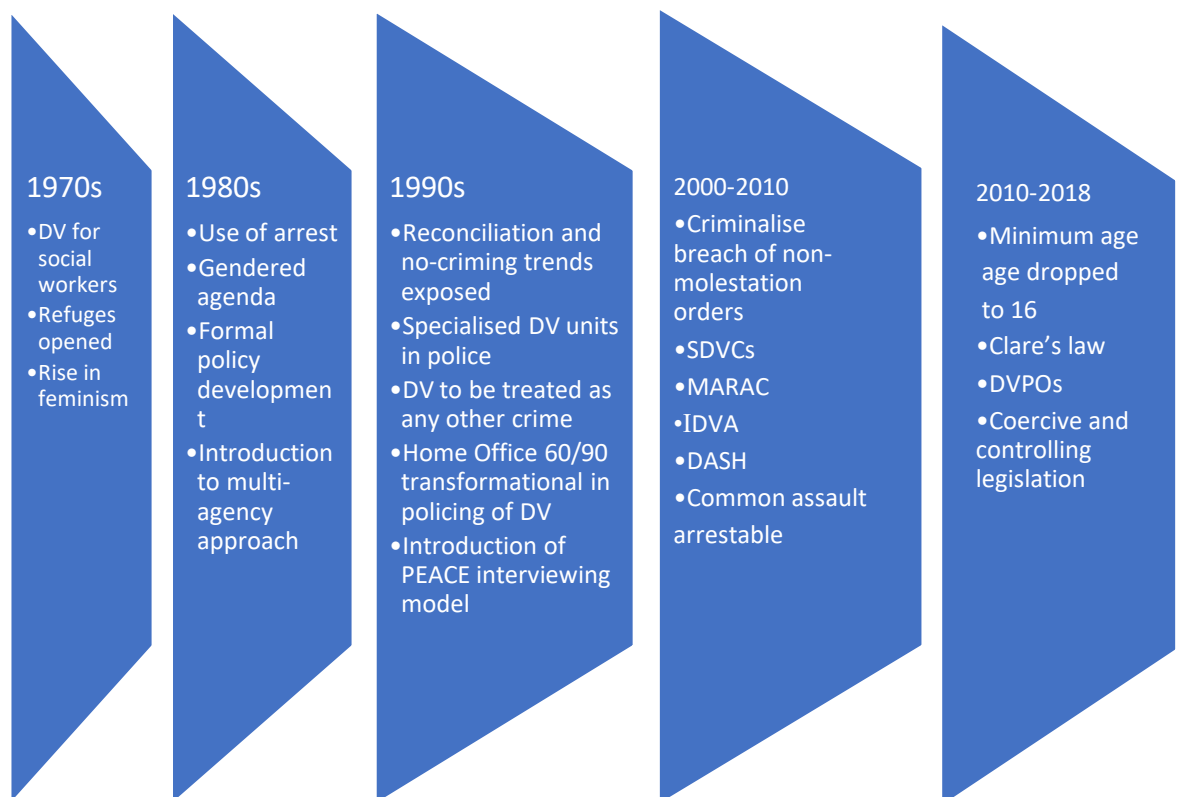 1970s
•DV for
social
workers
•Refuges
opened
•Rise in
feminism
1980s
•Use of arrest
•Gendered
agenda
•Formal
policy
developmen
t
•Introduction
to multi-
agency
approach
1990s
•Reconciliation and
no-criming trends
exposed
•Specialised DV units
in police
•DV to be treated as
any other crime
•Home Office 60/90
transformational in
policing of DV
•Introduction of
PEACE interviewing
model
2000-2010
•Criminalise
breach of non-
molestation
orders
•SDVCs
•MARAC
•IDVA
•DASH
•Common assault
arrestable
2010-2018
•Minimum age
age dropped
to 16
•Clare’s law
•DVPOs
•Coercive and
controlling
legislation